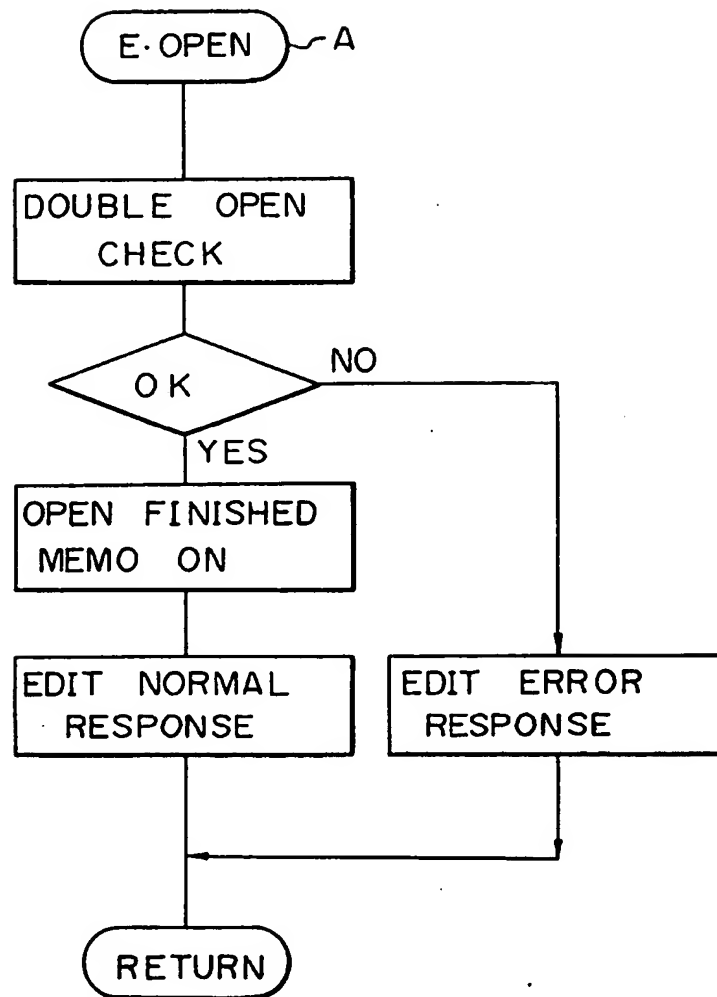 E·OPEN
A
DOUBLE OPEN
CHECK
OK
NO
YES
OPEN FINISHED
MEMO ON
EDIT NORMAL
RESPONSE
EDIT ERROR
RESPONSE
RETURN